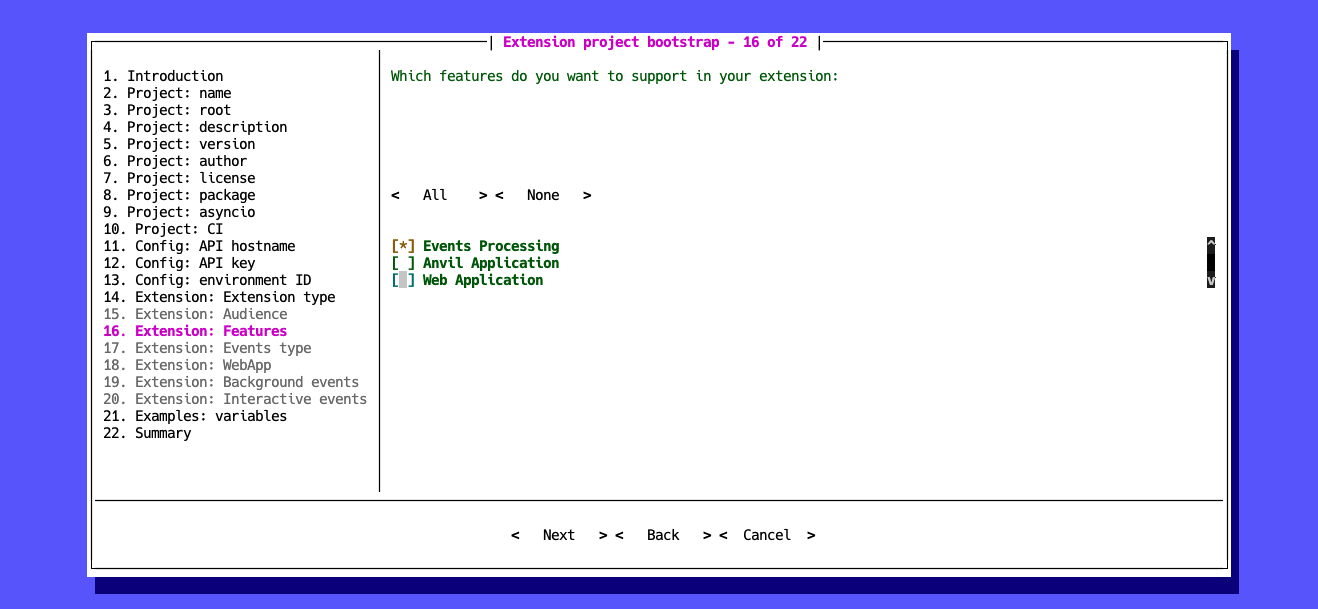 | Extension project bootstrap - 16 of 22 |
1. Introduction
2. Project: name
3. Project: root
4. Project: description
5. Project: version
6. Project: author
7. Project: license
8. Project: package
9. Project: asyncio
10. Project: CI
11. Config: API hostname
12. Config: API key
13. Config: environment ID
14. Extension: Extension type
15. Extension: Audience
16. Extension: Features
17. Extension: Events type
18. Extension: WebApp
19. Extension: Background events
20. Extension: Interactive events
21. Examples: variables
22. Summary
Which features do you want to support in your extension:
< All > < None >
[*] Events Processing
[ ] Anvil Application
[ ] Web Application
^
v
< Next > < Back > < Cancel >